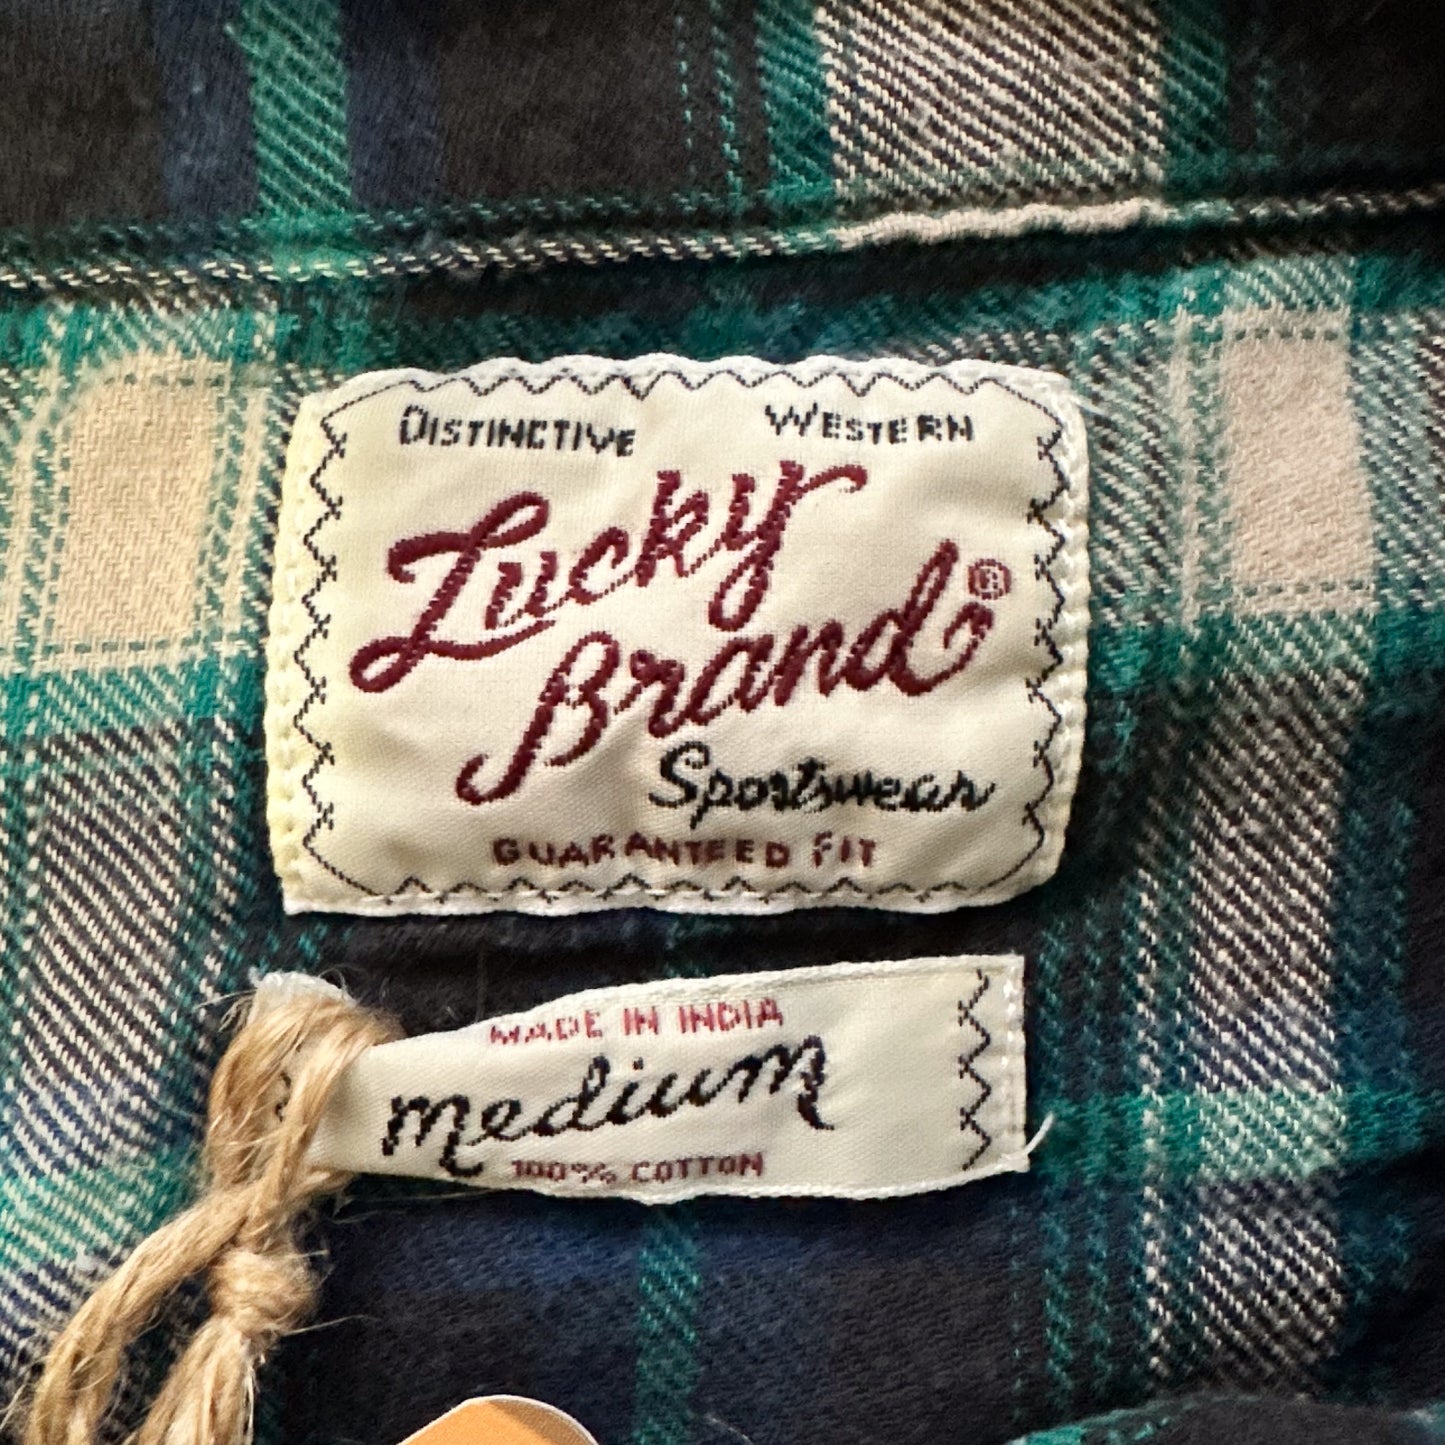 DISTINCTIVE WESTERN
Lucky
Brand®
Sportswear
GUARANTEED FIT
MADE IN INDIA
medium
100% COTTON